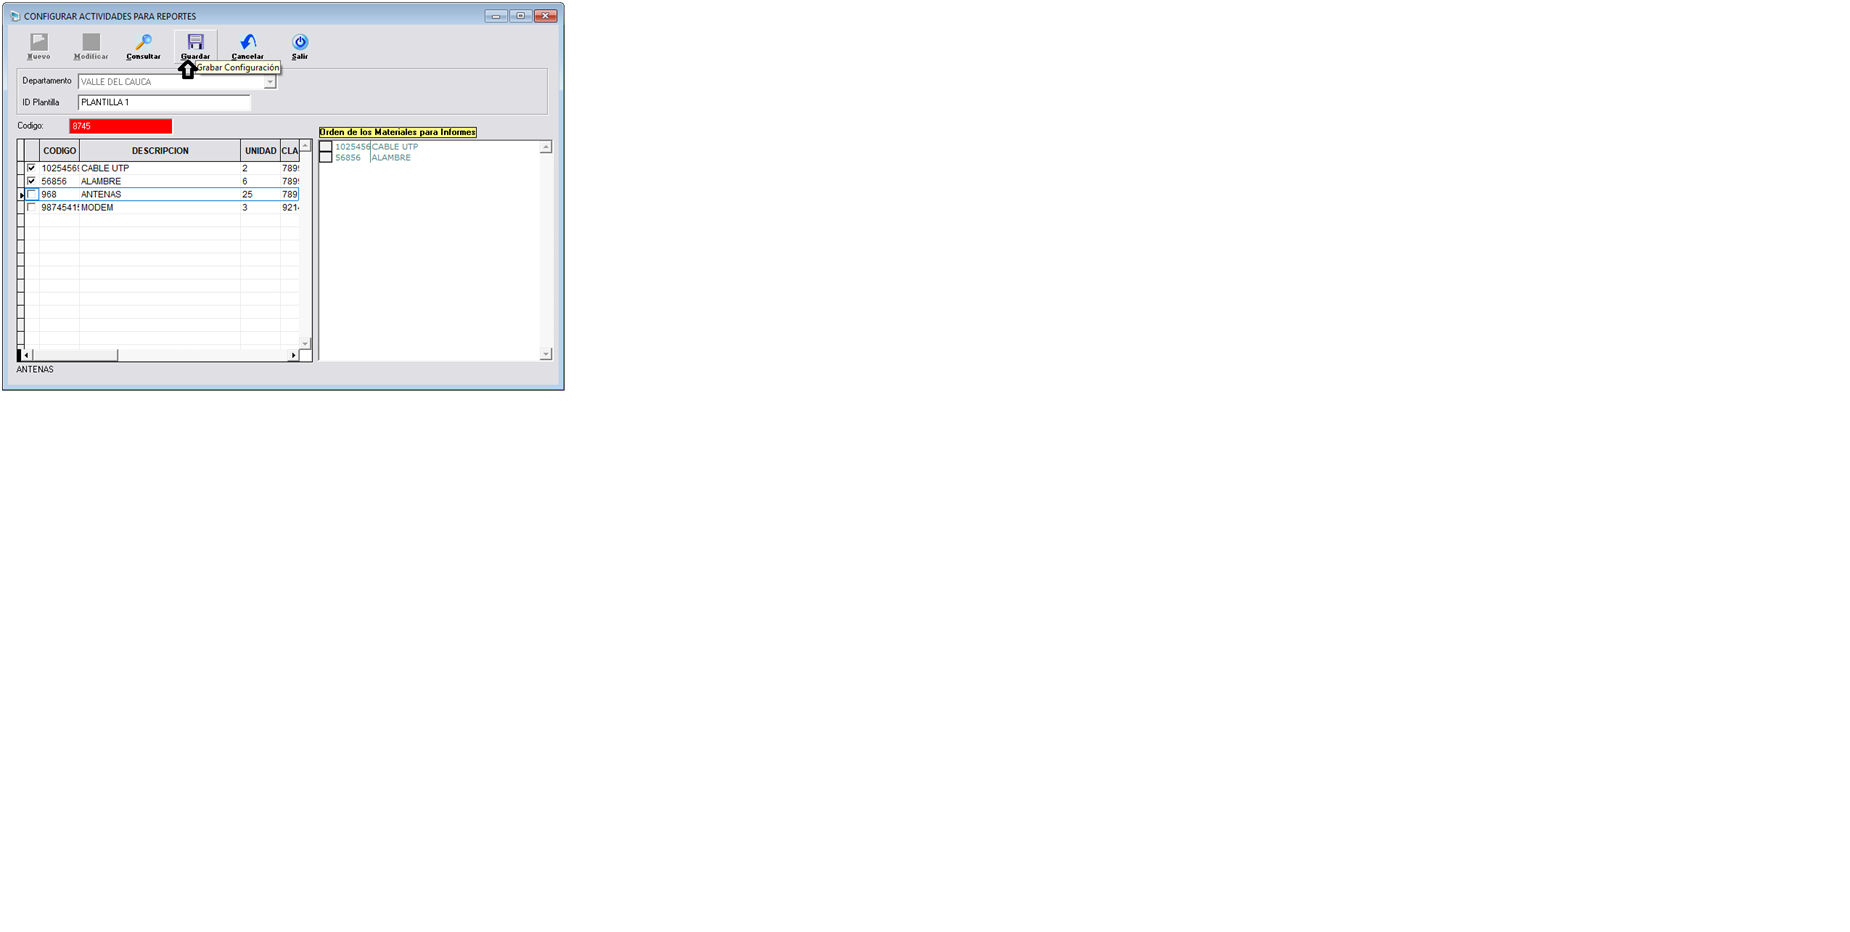 CONFIGURAR ACTIVIDADES PARA REPORTES
Nuevo Modificar Consultar Guardar Cancelar Salir
Grabar Configuración
Departamento VALLE DEL CAUCA
ID Plantilla PLANTILLA 1
Codigo: 8745
Orden de los Materiales para Informes
CODIGO DESCRIPCION UNIDAD CLA
1025456 CABLE UTP 2 789
56856 ALAMBRE 6 789
968 ANTENAS 25 789
9874541 MODEM 3 921
1025456 CABLE UTP
56856 ALAMBRE
ANTENAS